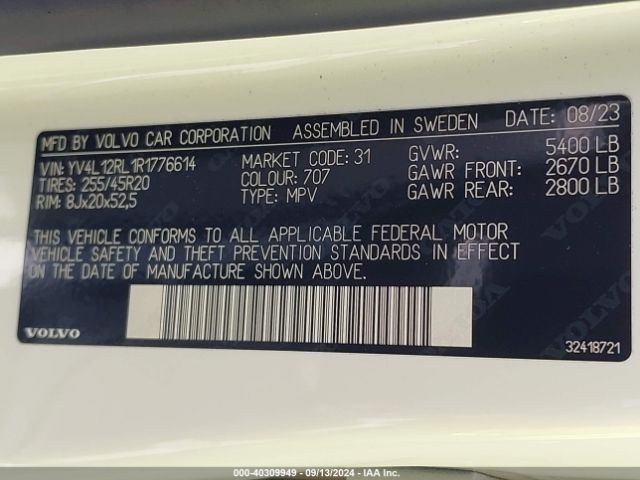 MFD BY VOLVO CAR CORPORATION ASSEMBLED IN SWEDEN DATE: 08/23
VIN: YV4L12RL1R1776614 MARKET CODE: 31 GVWR: 5400 LB
TIRES: 255/45R20 COLOUR: 707 GAWR FRONT: 2670 LB
RIM: 8Jx20x52,5 TYPE: MPV GAWR REAR: 2800 LB
THIS VEHICLE CONFORMS TO ALL APPLICABLE FEDERAL MOTOR
VEHICLE SAFETY AND THEFT PREVENTION STANDARDS IN EFFECT
ON THE DATE OF MANUFACTURE SHOWN ABOVE.
VOLVO
32418721
000-40309949 - 09/13/2024 - IAAI.COM